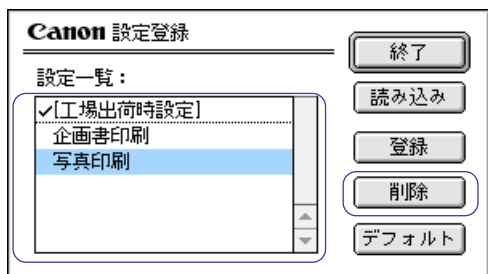 Canon 設定登録
設定一覧：
✓[工場出荷時設定]
企画書印刷
写真印刷
終了
読み込み
登録
削除
デフォルト